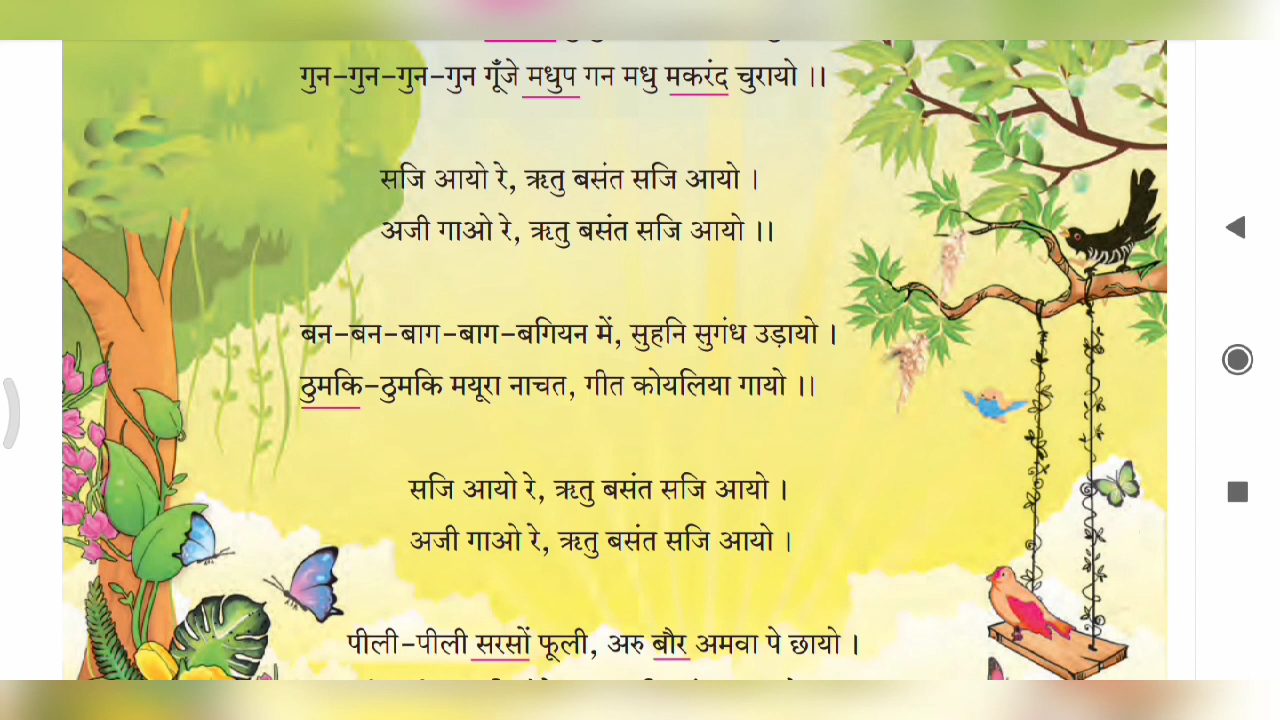 गुन-गुन-गुन-गुन गूँजे मधुप गन मधु मकरंद चुरायो ।।
सजि आयो रे, ऋतु बसंत सजि आयो ।
अजी गाओ रे, ऋतु बसंत सजि आयो ।।
बन-बन-बाग-बाग-बगियन में, सुहनि सुगंध उड़ायो ।
ठुमकि-ठुमकि मयूरा नाचत, गीत कोयलिया गायो ।।
सजि आयो रे, ऋतु बसंत सजि आयो ।
अजी गाओ रे, ऋतु बसंत सजि आयो ।
पीली-पीली सरसों फूली, अरु बौर अमवा पे छायो ।